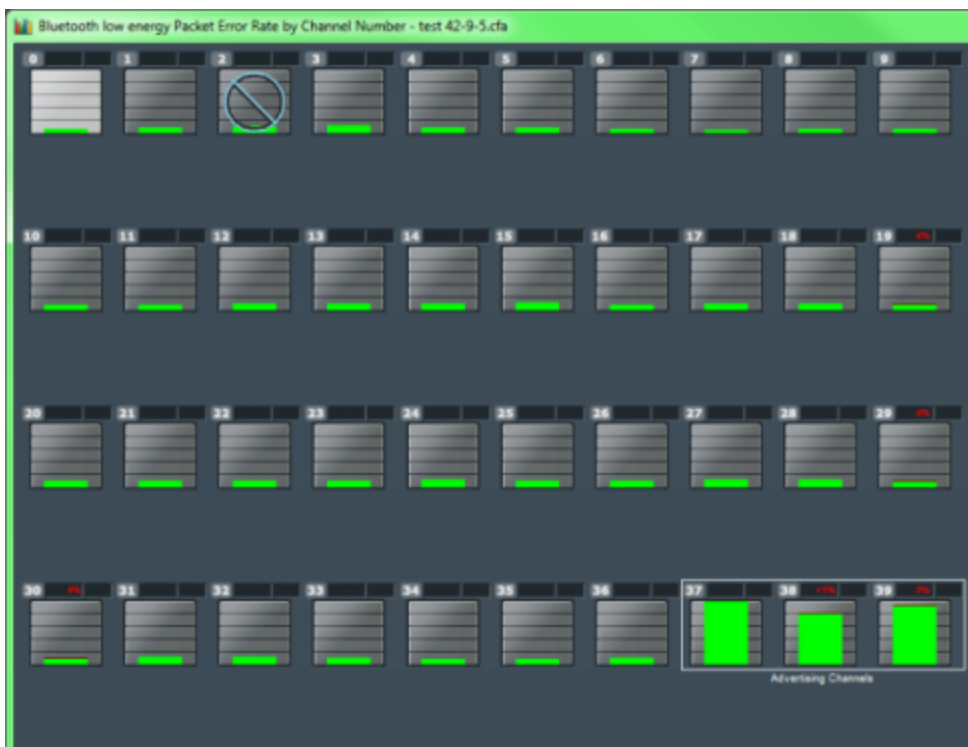 Bluetooth low energy Packet Error Rate by Channel Number - test 42-9-5.cfa
0 1 2 3 4 5 6 7 8 9
10 11 12 13 14 15 16 17 18 19
20 21 22 23 24 25 26 27 28 29
30 31 32 33 34 35 36 37 38 39
Advertising Channels